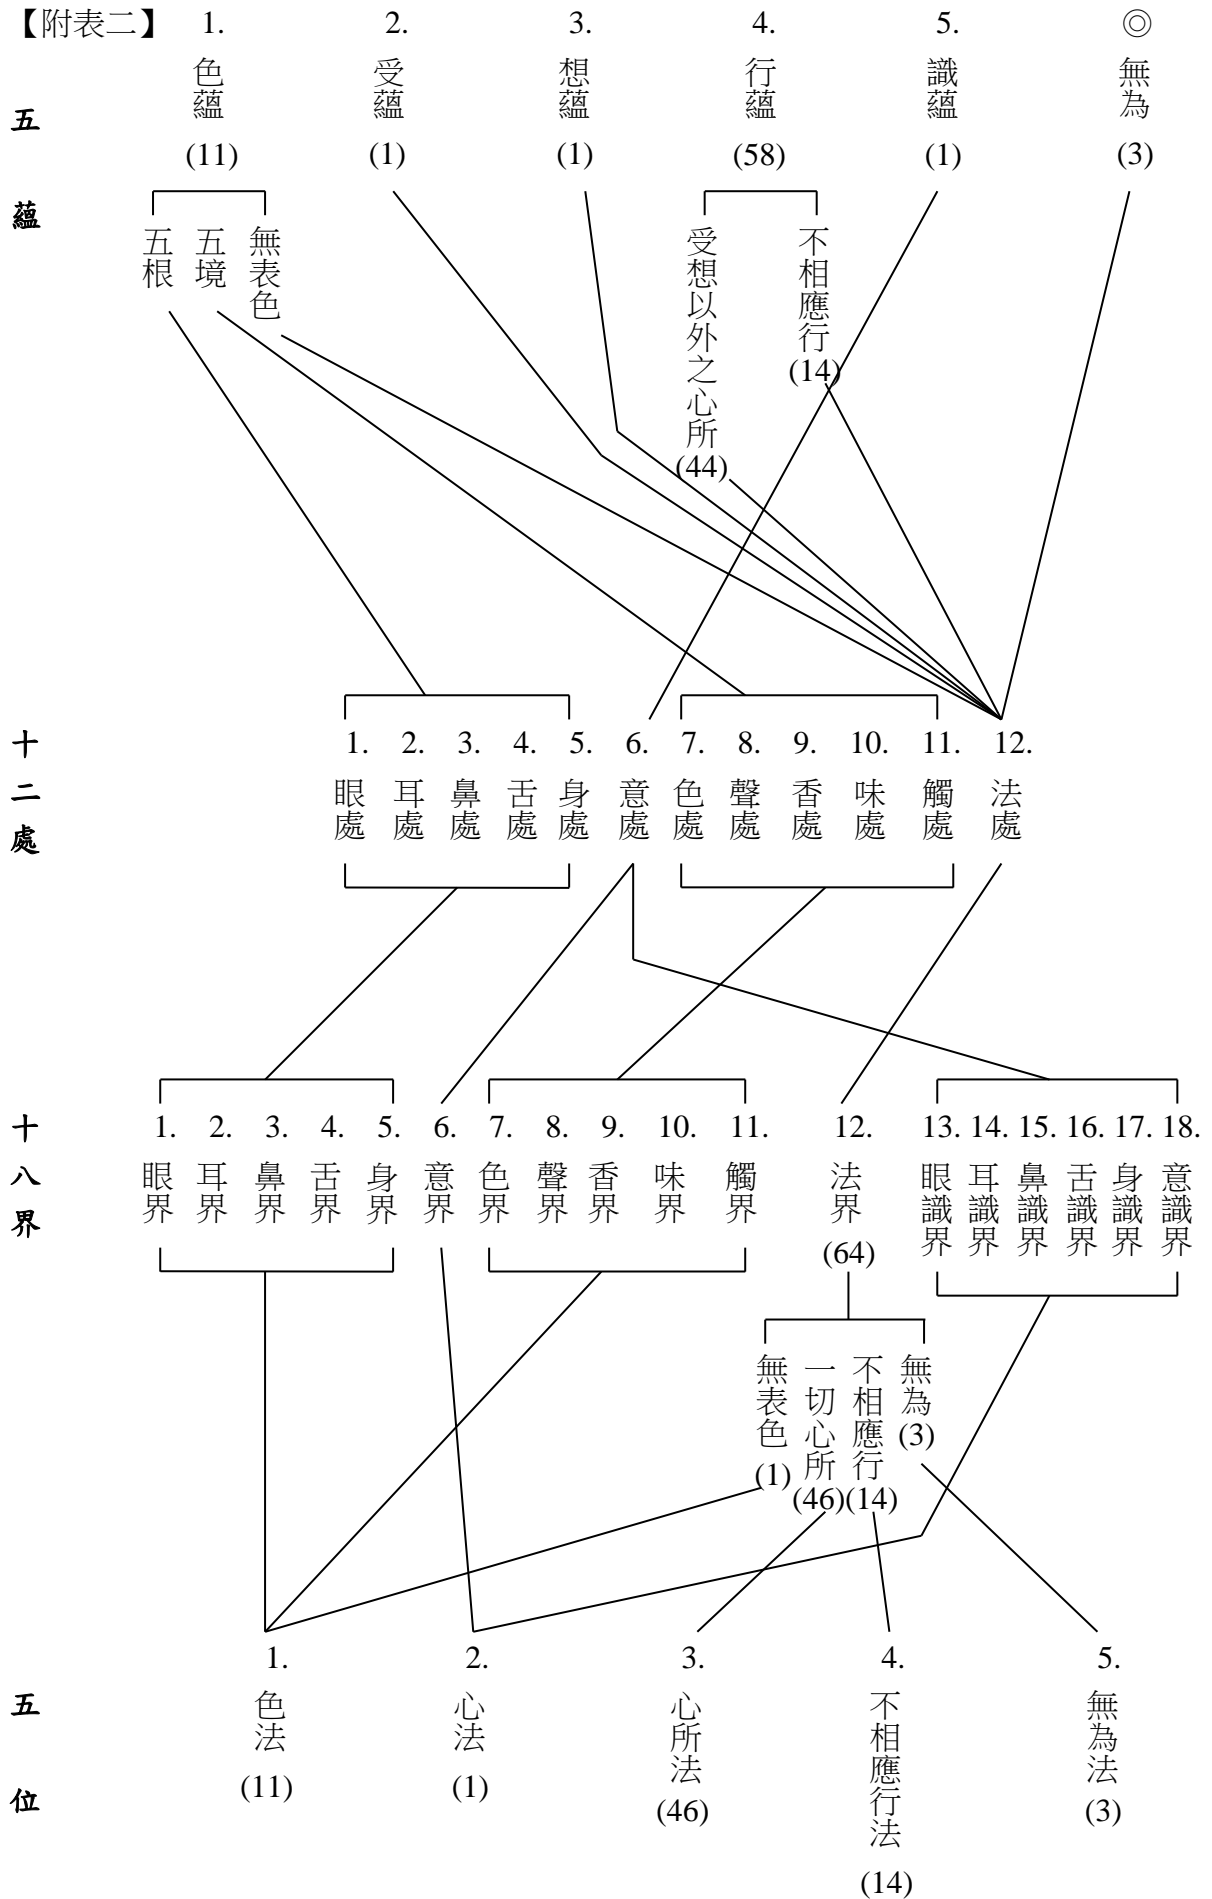 【附表二】 1. 2. 3. 4. 5. ◎
五蘊
色蘊 (11)
受蘊 (1)
想蘊 (1)
行蘊 (58)
識蘊 (1)
無為 (3)
五根
五境
無表色
受想以外之心所 (44)
不相應行 (14)
十二處
1. 眼處
2. 耳處
3. 鼻處
4. 舌處
5. 身處
6. 意處
7. 色處
8. 聲處
9. 香處
10. 味處
11. 觸處
12. 法處
十八界
1. 眼界
2. 耳界
3. 鼻界
4. 舌界
5. 身界
6. 意界
7. 色界
8. 聲界
9. 香界
10. 味界
11. 觸界
12. 法界 (64)
13. 眼識界
14. 耳識界
15. 鼻識界
16. 舌識界
17. 身識界
18. 意識界
無表色 (1)
一切心所 (46)
不相應行 (14)
無為 (3)
五位
1. 色法 (11)
2. 心法 (1)
3. 心所法 (46)
4. 不相應行法 (14)
5. 無為法 (3)